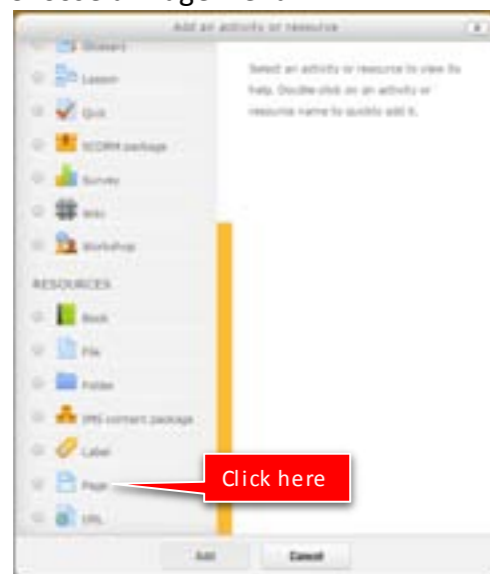 Add an activity or resource
Glossary
Lesson
Select an activity or resource to view its
help. Double-click on an activity or
resource name to quickly add it.
Quiz
SCORM package
Survey
Wiki
Workshop
RESOURCES
Book
File
Folder
IMS content package
Label
Page
Click here
URL
Add
Cancel